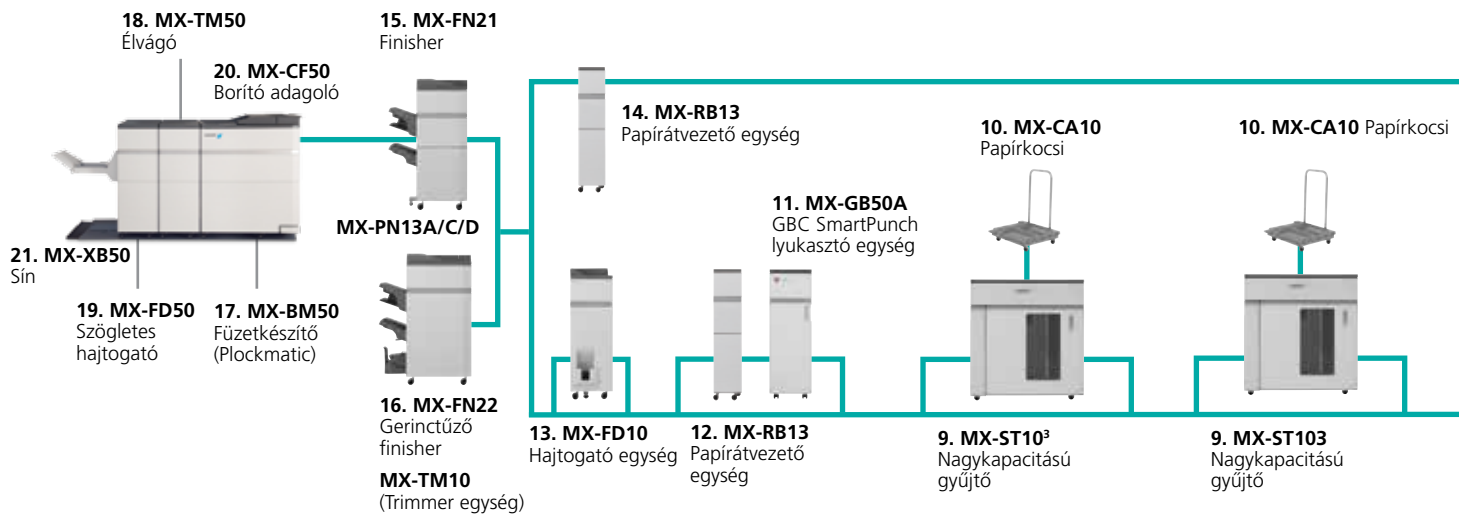 18. MX-TM50
Élvágó
20. MX-CF50
Borító adagoló
21. MX-XB50
Sín
19. MX-FD50
Szögletes
hajtogató
17. MX-BM50
Füzetkészítő
(Plockmatic)
15. MX-FN21
Finisher
MX-PN13A/C/D
16. MX-FN22
Gerinctűző
finisher
MX-TM10
(Trimmer egység)
14. MX-RB13
Papírátvezető egység
13. MX-FD10
Hajtogató egység
12. MX-RB13
Papírátvezető
egység
11. MX-GB50A
GBC SmartPunch
lyukasztó egység
10. MX-CA10
Papírkocsi
9. MX-ST10³
Nagykapacitású
gyűjtő
10. MX-CA10 Papírkocsi
9. MX-ST103
Nagykapacitású
gyűjtő